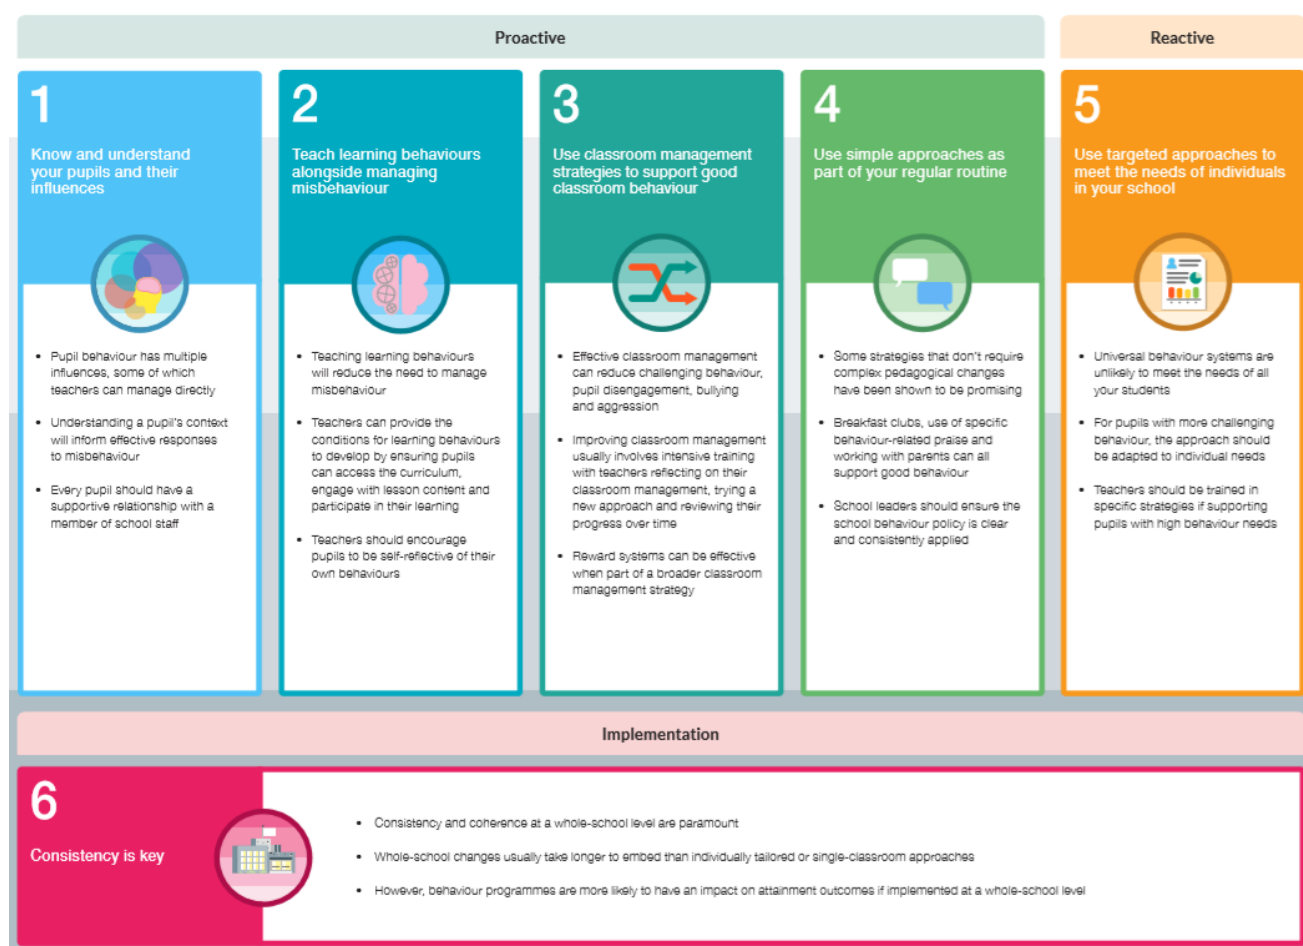 Proactive
Reactive
1
Know and understand
your pupils and their
influences
• Pupil behaviour has multiple
influences, some of which
teachers can manage directly
• Understanding a pupil's context
will inform effective responses
to misbehaviour
• Every pupil should have a
supportive relationship with a
member of school staff
2
Teach learning behaviours
alongside managing
misbehaviour
• Teaching learning behaviours
will reduce the need to manage
misbehaviour
• Teachers can provide the
conditions for learning behaviours
to develop by ensuring pupils
can access the curriculum,
engage with lesson content and
participate in their learning
• Teachers should encourage
pupils to be self-reflective of their
own behaviours
3
Use classroom management
strategies to support good
classroom behaviour
• Effective classroom management
can reduce challenging behaviour,
pupil disengagement, bullying
and aggression
• Improving classroom management
usually involves intensive training
with teachers reflecting on their
classroom management, trying a
new approach and reviewing their
progress over time
• Reward systems can be effective
when part of a broader classroom
management strategy
4
Use simple approaches as
part of your regular routine
• Some strategies that don't require
complex pedagogical changes
have been shown to be promising
• Breakfast clubs, use of specific
behaviour-related praise and
working with parents can all
support good behaviour
• School leaders should ensure the
school behaviour policy is clear
and consistently applied
5
Use targeted approaches to
meet the needs of individuals
in your school
• Universal behaviour systems are
unlikely to meet the needs of all
your students
• For pupils with more challenging
behaviour, the approach should
be adapted to individual needs
• Teachers should be trained in
specific strategies if supporting
pupils with high behaviour needs
Implementation
6
Consistency is key
• Consistency and coherence at a whole-school level are paramount
• Whole-school changes usually take longer to embed than individually tailored or single-classroom approaches
• However, behaviour programmes are more likely to have an impact on attainment outcomes if implemented at a whole-school level